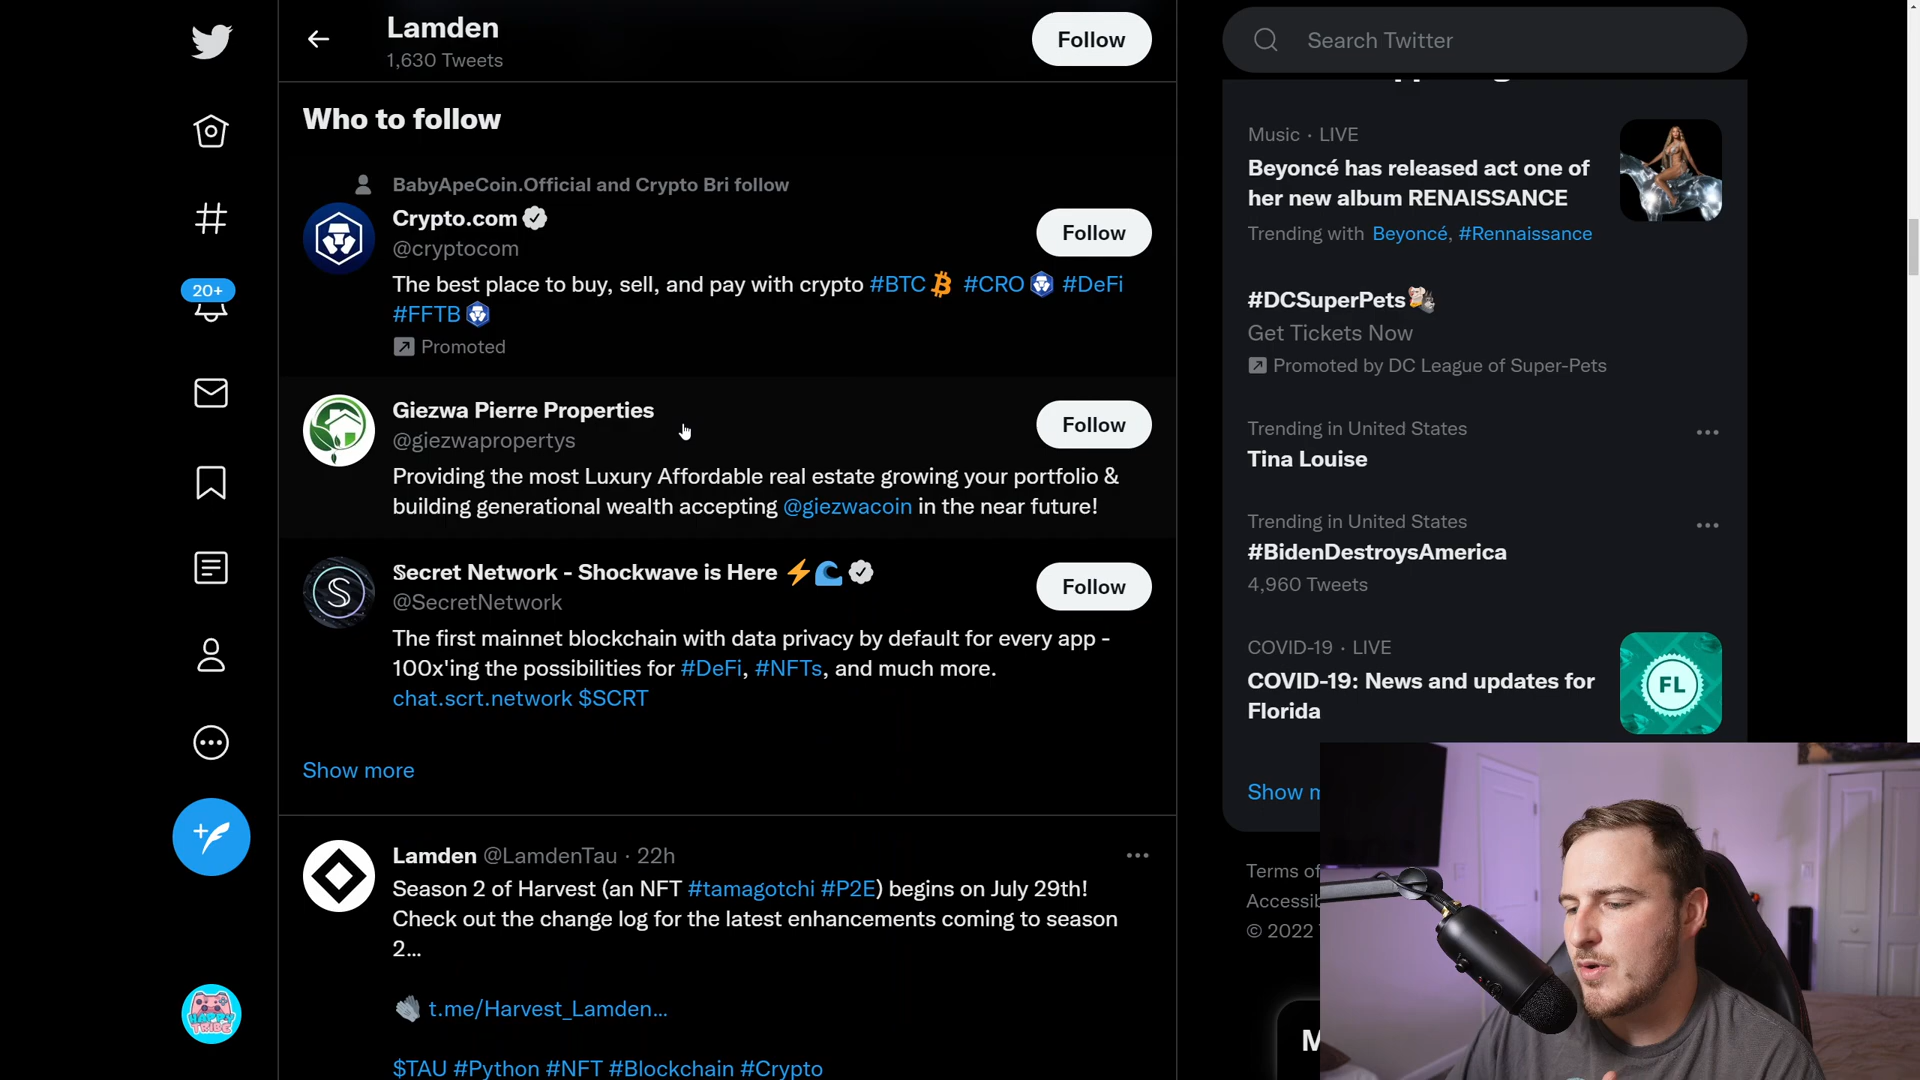 Lamden
1,630 Tweets
Follow
Search Twitter
Who to follow
BabyApeCoin.Official and Crypto Bri follow
Crypto.com
@cryptocom
Follow
The best place to buy, sell, and pay with crypto #BTC #CRO #DeFi
#FFTB
Promoted
Giezwa Pierre Properties
@giezwapropertys
Follow
Providing the most Luxury Affordable real estate growing your portfolio &
building generational wealth accepting @giezwacoin in the near future!
Secret Network - Shockwave is Here
@SecretNetwork
Follow
The first mainnet blockchain with data privacy by default for every app -
100x'ing the possibilities for #DeFi, #NFTs, and much more.
chat.scrt.network $SCRT
Show more
Lamden @LamdenTau · 22h
Season 2 of Harvest (an NFT #tamagotchi #P2E) begins on July 29th!
Check out the change log for the latest enhancements coming to season
2...
t.me/Harvest_Lamden...
$TAU #Python #NFT #Blockchain #Crypto
20+
HAPPY
TRIBE
Music · LIVE
Beyoncé has released act one of
her new album RENAISSANCE
Trending with Beyoncé, #Rennaissance
#DCSuperPets
Get Tickets Now
Promoted by DC League of Super-Pets
Trending in United States
Tina Louise
Trending in United States
#BidenDestroysAmerica
4,960 Tweets
COVID-19 · LIVE
COVID-19: News and updates for
Florida
FL
Show
Terms of
© 2022